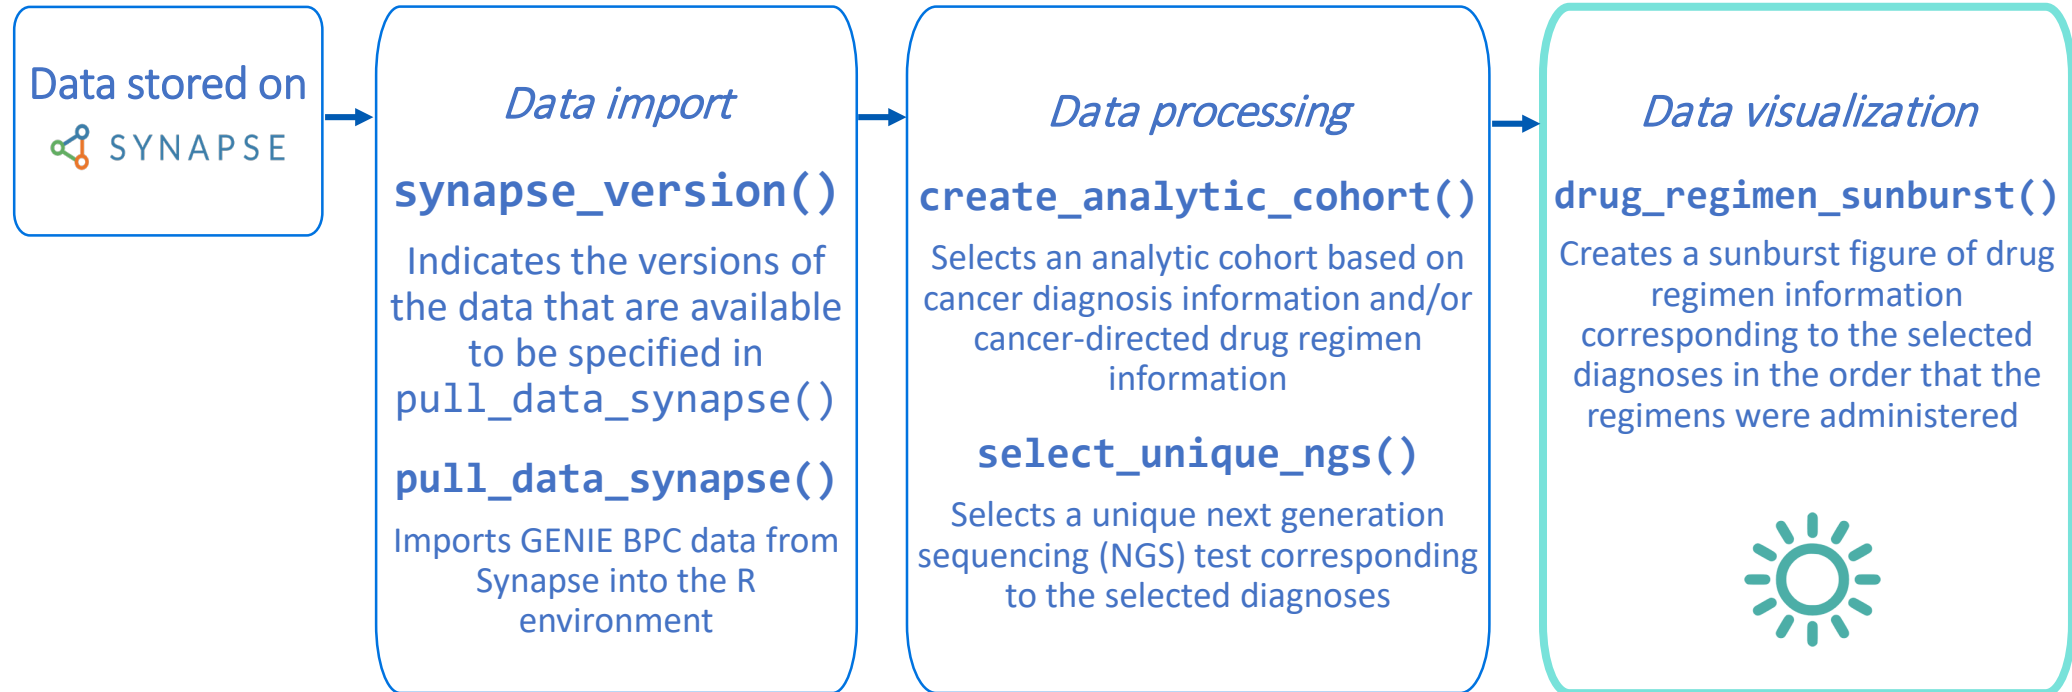 Data stored on
SYNAPSE
Data import
synapse_version()
Indicates the versions of
the data that are available
to be specified in
pull_data_synapse()
pull_data_synapse()
Imports GENIE BPC data from
Synapse into the R
environment
Data processing
create_analytic_cohort()
Selects an analytic cohort based on
cancer diagnosis information and/or
cancer-directed drug regimen
information
select_unique_ngs()
Selects a unique next generation
sequencing (NGS) test corresponding
to the selected diagnoses
Data visualization
drug_regimen_sunburst()
Creates a sunburst figure of drug
regimen information
corresponding to the selected
diagnoses in the order that the
regimens were administered